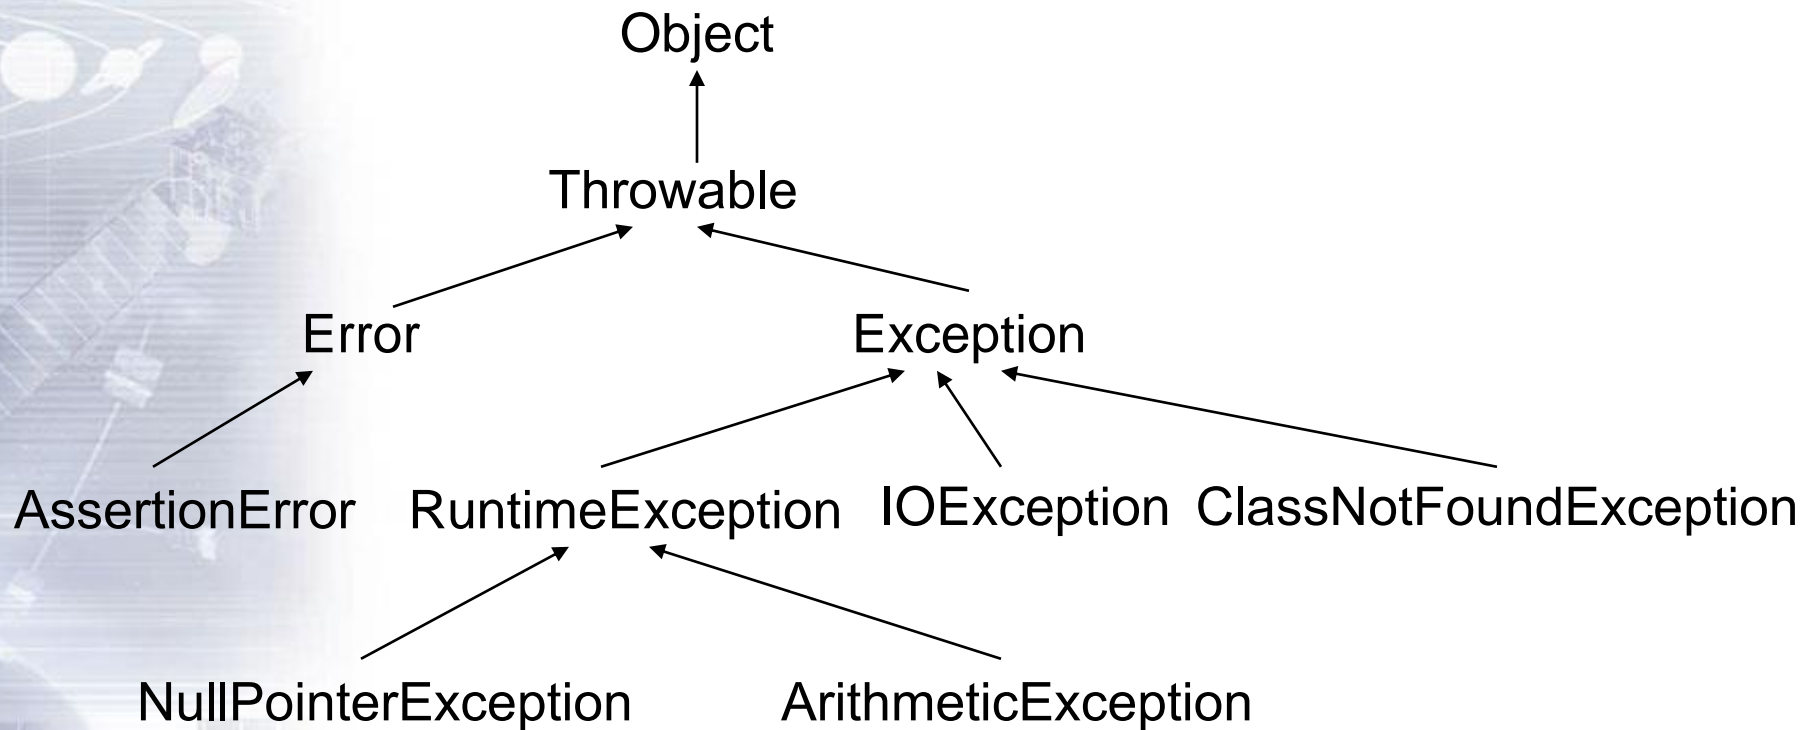 Object
Throwable
Error Exception
AssertionError RuntimeException IOException ClassNotFoundException
NullPointerException ArithmeticException